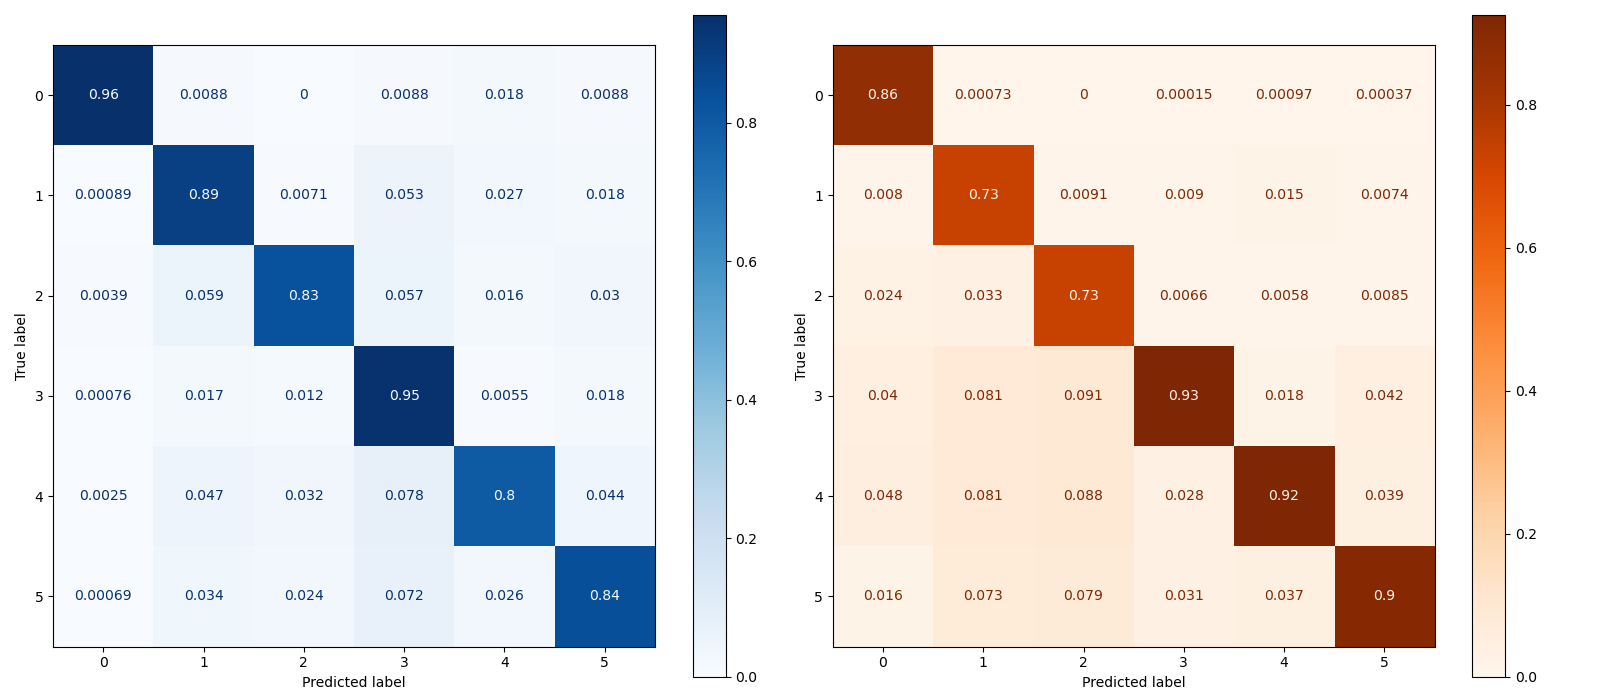 0 0.96 0.0088 0 0.0088 0.018 0.0088
1 0.00089 0.89 0.0071 0.053 0.027 0.018
2 0.0039 0.059 0.83 0.057 0.016 0.03
3 0.00076 0.017 0.012 0.95 0.0055 0.018
4 0.0025 0.047 0.032 0.078 0.8 0.044
5 0.00069 0.034 0.024 0.072 0.026 0.84
0 1 2 3 4 5
Predicted label
True label
0.8
0.6
0.4
0.2
0.0
0 0.86 0.00073 0 0.00015 0.00097 0.00037
1 0.008 0.73 0.0091 0.009 0.015 0.0074
2 0.024 0.033 0.73 0.0066 0.0058 0.0085
3 0.04 0.081 0.091 0.93 0.018 0.042
4 0.048 0.081 0.088 0.028 0.92 0.039
5 0.016 0.073 0.079 0.031 0.037 0.9
0 1 2 3 4 5
Predicted label
True label
0.8
0.6
0.4
0.2
0.0